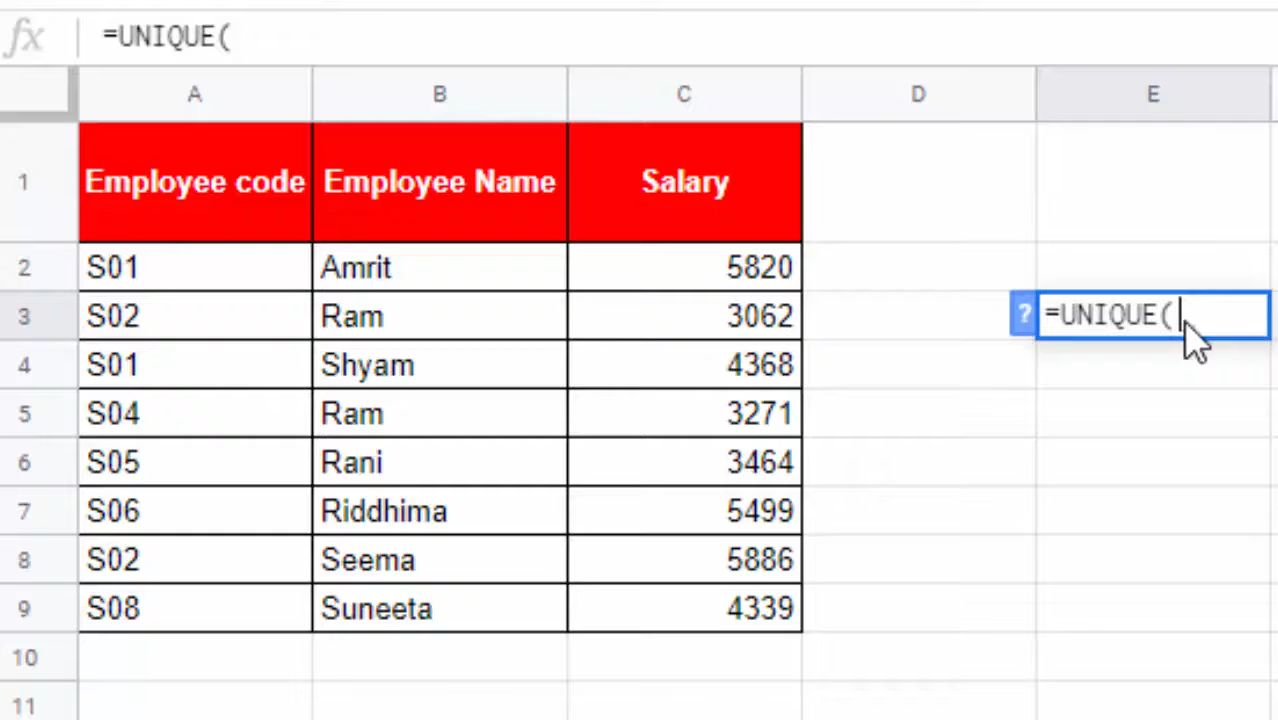 fx =UNIQUE(
A B C D E
1 Employee code Employee Name Salary
2 S01 Amrit 5820
3 S02 Ram 3062 ? =UNIQUE(
4 S01 Shyam 4368
5 S04 Ram 3271
6 S05 Rani 3464
7 S06 Riddhima 5499
8 S02 Seema 5886
9 S08 Suneeta 4339
10
11